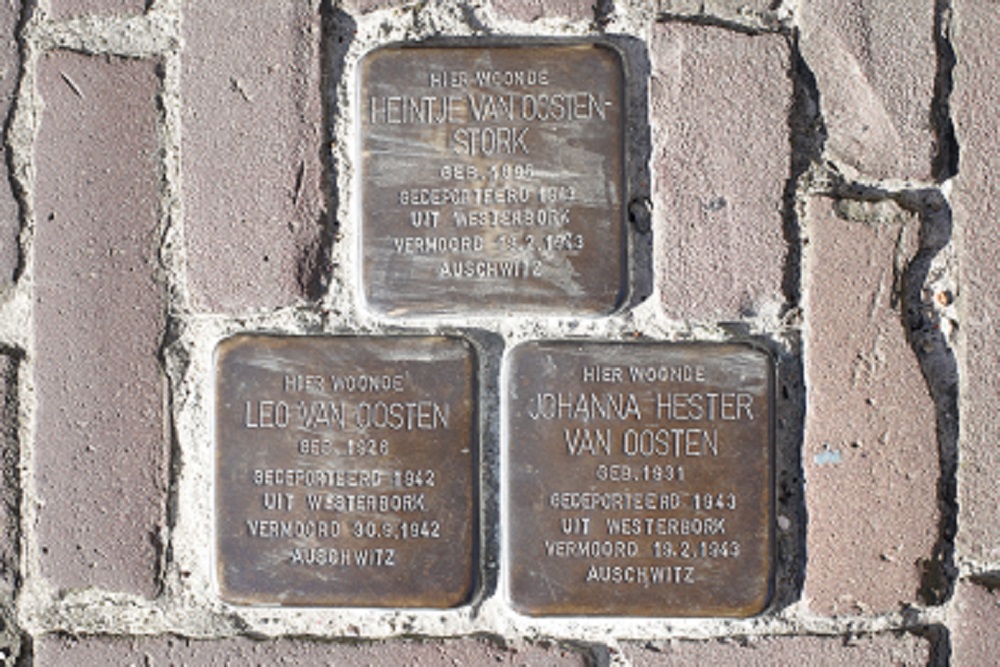 HIER WOONDE
HEINTJE VAN OOSTEN-
STORK
GEB.
GEDEPORTEERD 1943
UIT WESTERBORK
VERMOORD 19.2.1943
AUSCHWITZ
HIER WOONDE
LEO VAN OOSTEN
GEB. 1926
GEDEPORTEERD 1942
UIT WESTERBORK
VERMOORD 30.9.1942
AUSCHWITZ
HIER WOONDE
JOHANNA HESTER
VAN OOSTEN
GEB. 1931
GEDEPORTEERD 1943
UIT WESTERBORK
VERMOORD 19.2.1943
AUSCHWITZ